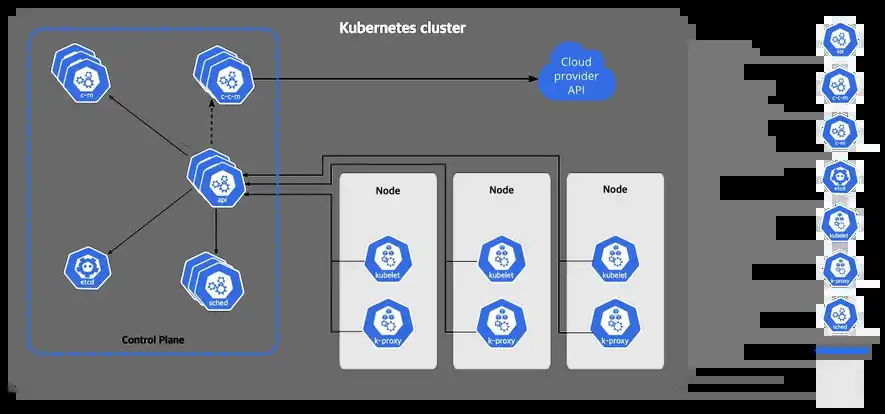 Kubernetes cluster
c-m
c-c-m
Cloud
provider
API
api
etcd
sched
Control Plane
Node
kubelet
k-proxy
Node
kubelet
k-proxy
Node
kubelet
k-proxy
api
c-c-m
c-m
etcd
kubelet
k-proxy
sched